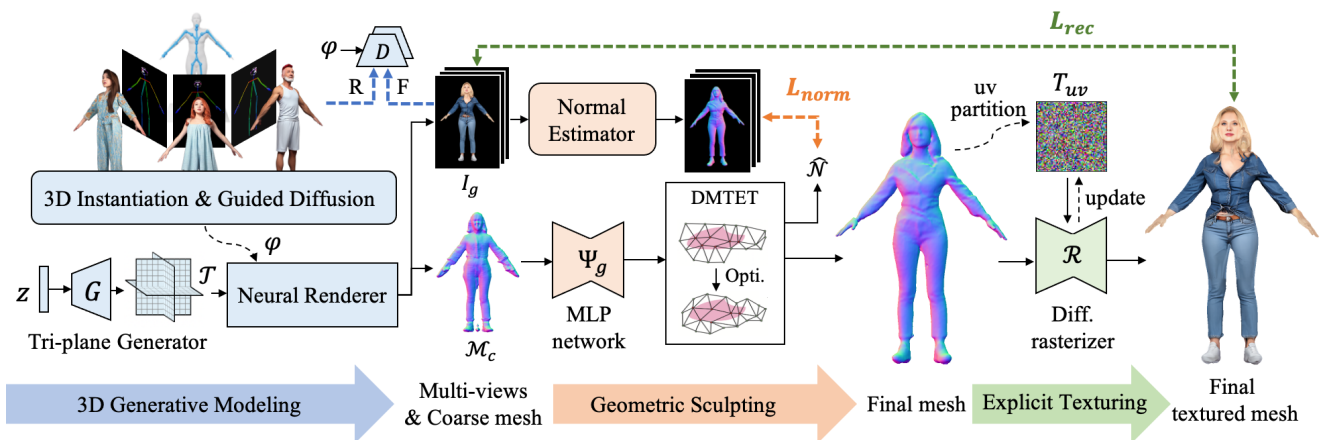 L_rec
φ
D
R
F
Normal
Estimator
L_norm
uv
partition
T_uv
I_g
N̂
3D Instantiation & Guided Diffusion
DMTET
update
φ
z
G
𝒯
Neural Renderer
Ψ_g
Opti.
ℛ
Tri-plane Generator
ℳ_c
MLP
network
Diff.
rasterizer
3D Generative Modeling
Multi-views
& Coarse mesh
Geometric Sculpting
Final mesh
Explicit Texturing
Final
textured mesh